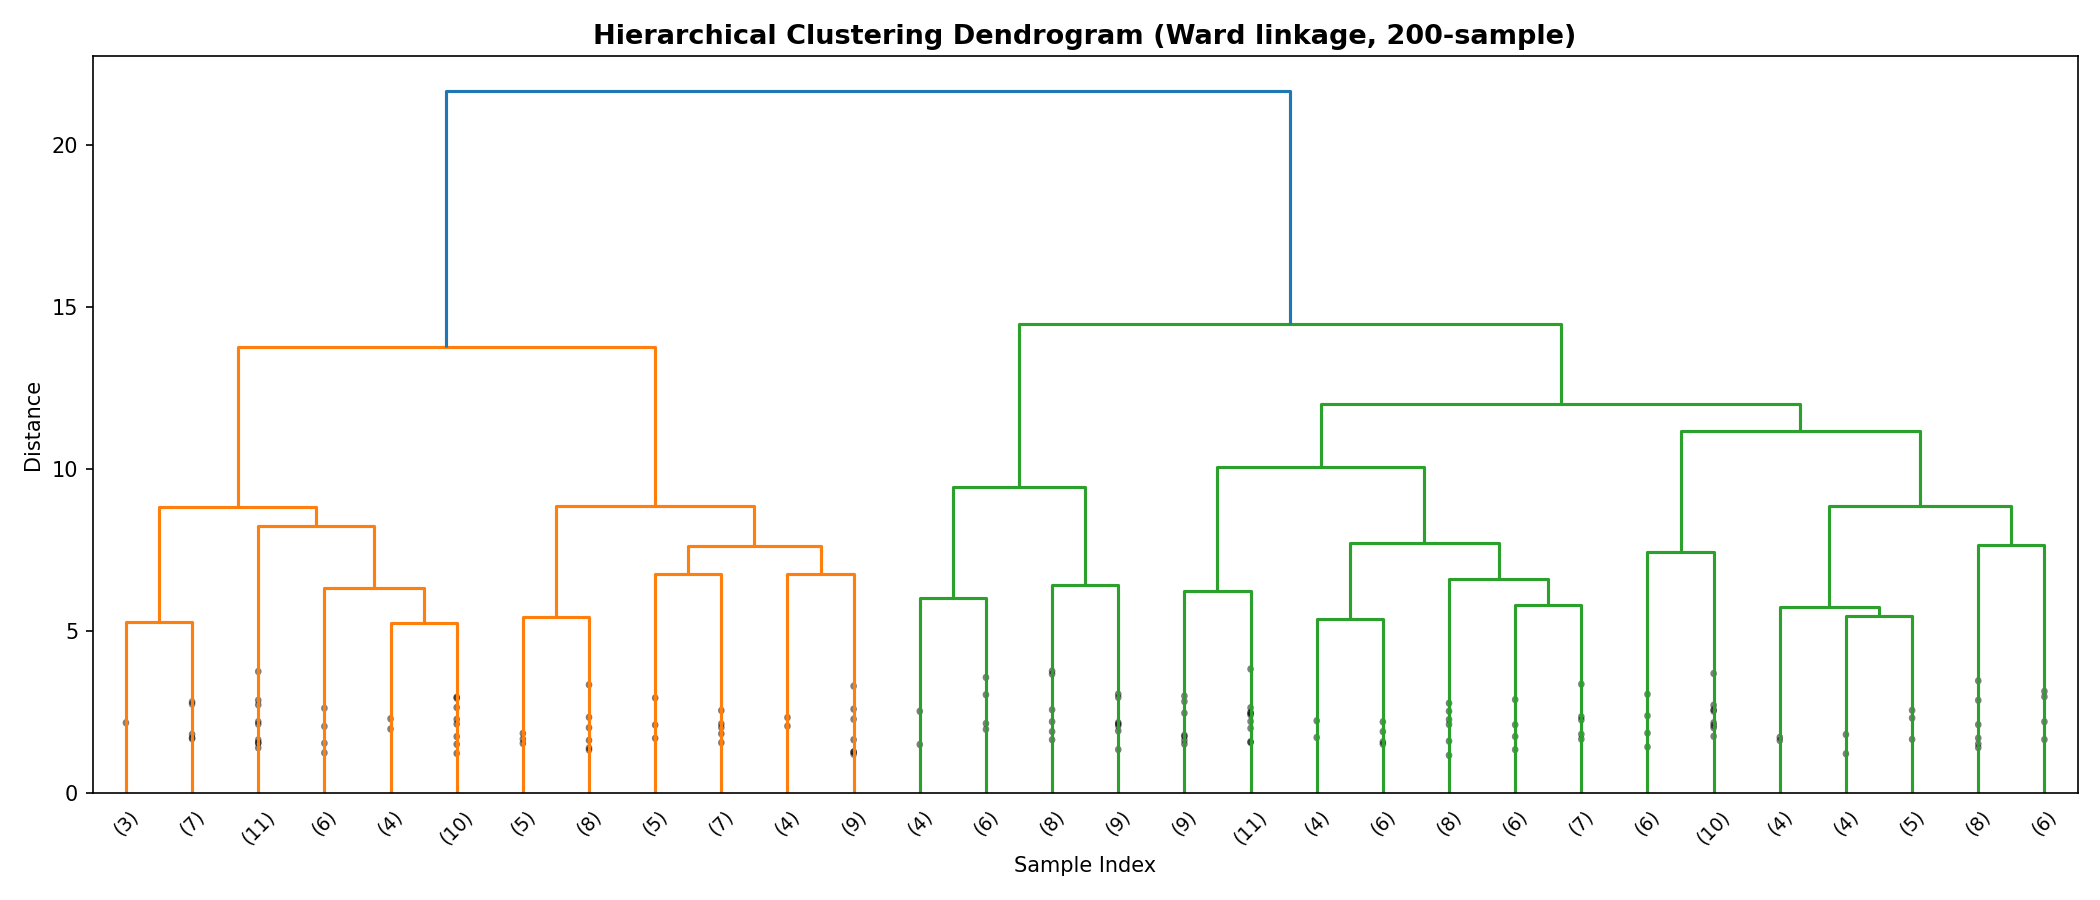 Hierarchical Clustering Dendrogram (Ward linkage, 200-sample)
Distance
20
15
10
5
0
(3) (7) (11) (6) (4) (10) (5) (8) (5) (7) (4) (9) (4) (6) (8) (9) (9) (11) (4) (6) (8) (6) (7) (6) (10) (4) (4) (5) (8) (6)
Sample Index